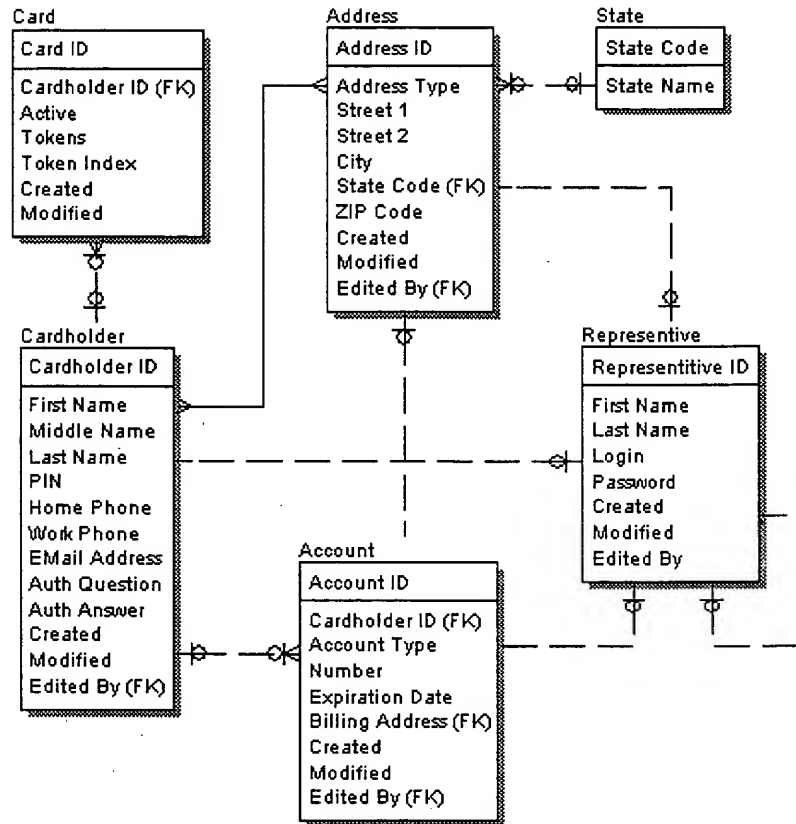 Card
Card ID
Cardholder ID (FK)
Active
Tokens
Token Index
Created
Modified
Address
Address ID
Address Type
Street 1
Street 2
City
State Code (FK)
ZIP Code
Created
Modified
Edited By (FK)
State
State Code
State Name
Cardholder
Cardholder ID
First Name
Middle Name
Last Name
PIN
Home Phone
Work Phone
EMail Address
Auth Question
Auth Answer
Created
Modified
Edited By (FK)
Representive
Representitive ID
First Name
Last Name
Login
Password
Created
Modified
Edited By
Account
Account ID
Cardholder ID (FK)
Account Type
Number
Expiration Date
Billing Address (FK)
Created
Modified
Edited By (FK)